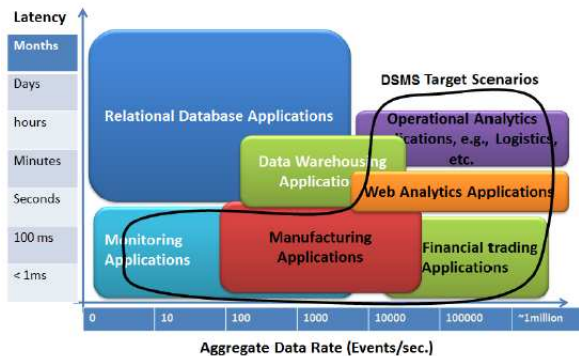 Latency
Months
Days
hours
Minutes
Seconds
100 ms
< 1ms
DSMS Target Scenarios
Relational Database Applications
Operational Analytics
plications, e.g., Logistics,
etc.
Data Warehousing
Applicatio
Web Analytics Applications
Monitoring
Applications
Manufacturing
Applications
Financial trading
Applications
0
10
100
1000
10000
100000
~1million
Aggregate Data Rate (Events/sec.)